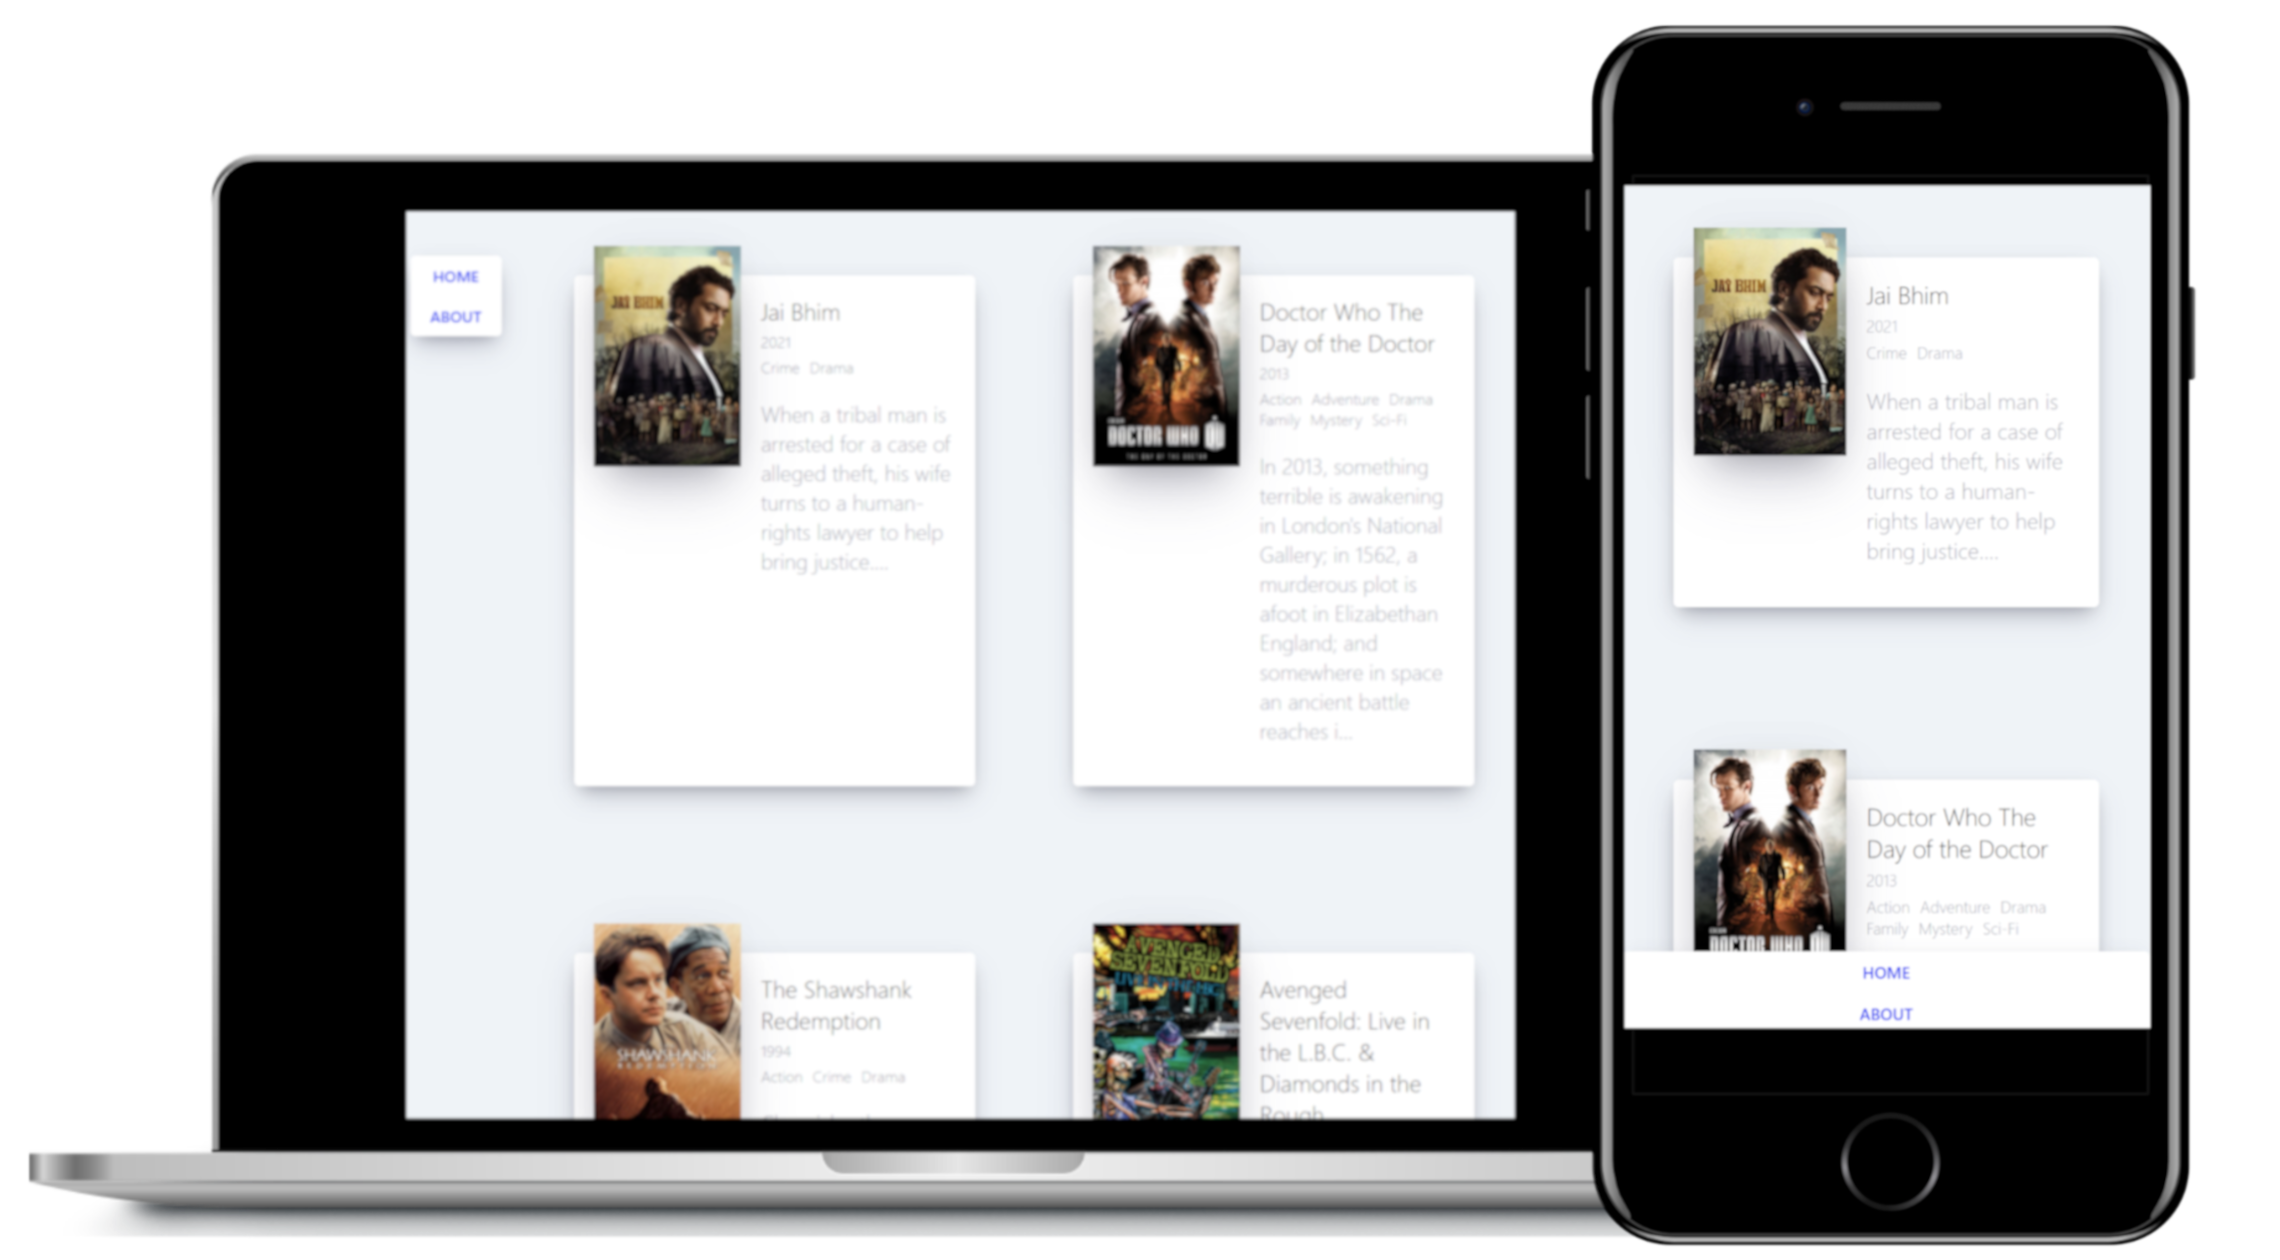 HOME
ABOUT
JAI BHIM
Jai Bhim
2021
Crime Drama
When a tribal man is
arrested for a case of
alleged theft, his wife
turns to a human-
rights lawyer to help
bring justice....
DOCTOR WHO
THE DAY OF THE DOCTOR
Doctor Who The
Day of the Doctor
2013
Action Adventure Drama
Family Mystery Sci-Fi
In 2013, something
terrible is awakening
in London's National
Gallery; in 1562, a
murderous plot is
afoot in Elizabethan
England; and
somewhere in space
an ancient battle
reaches i...
SHAWSHANK
REDEMPTION
The Shawshank
Redemption
1994
Action Crime Drama
AVENGED
SEVENFOLD
Avenged
Sevenfold: Live in
the L.B.C. &
Diamonds in the
Rough
JAI BHIM
Jai Bhim
2021
Crime Drama
When a tribal man is
arrested for a case of
alleged theft, his wife
turns to a human-
rights lawyer to help
bring justice....
DOCTOR WHO
Doctor Who The
Day of the Doctor
2013
Action Adventure Drama
Family Mystery Sci-Fi
HOME
ABOUT